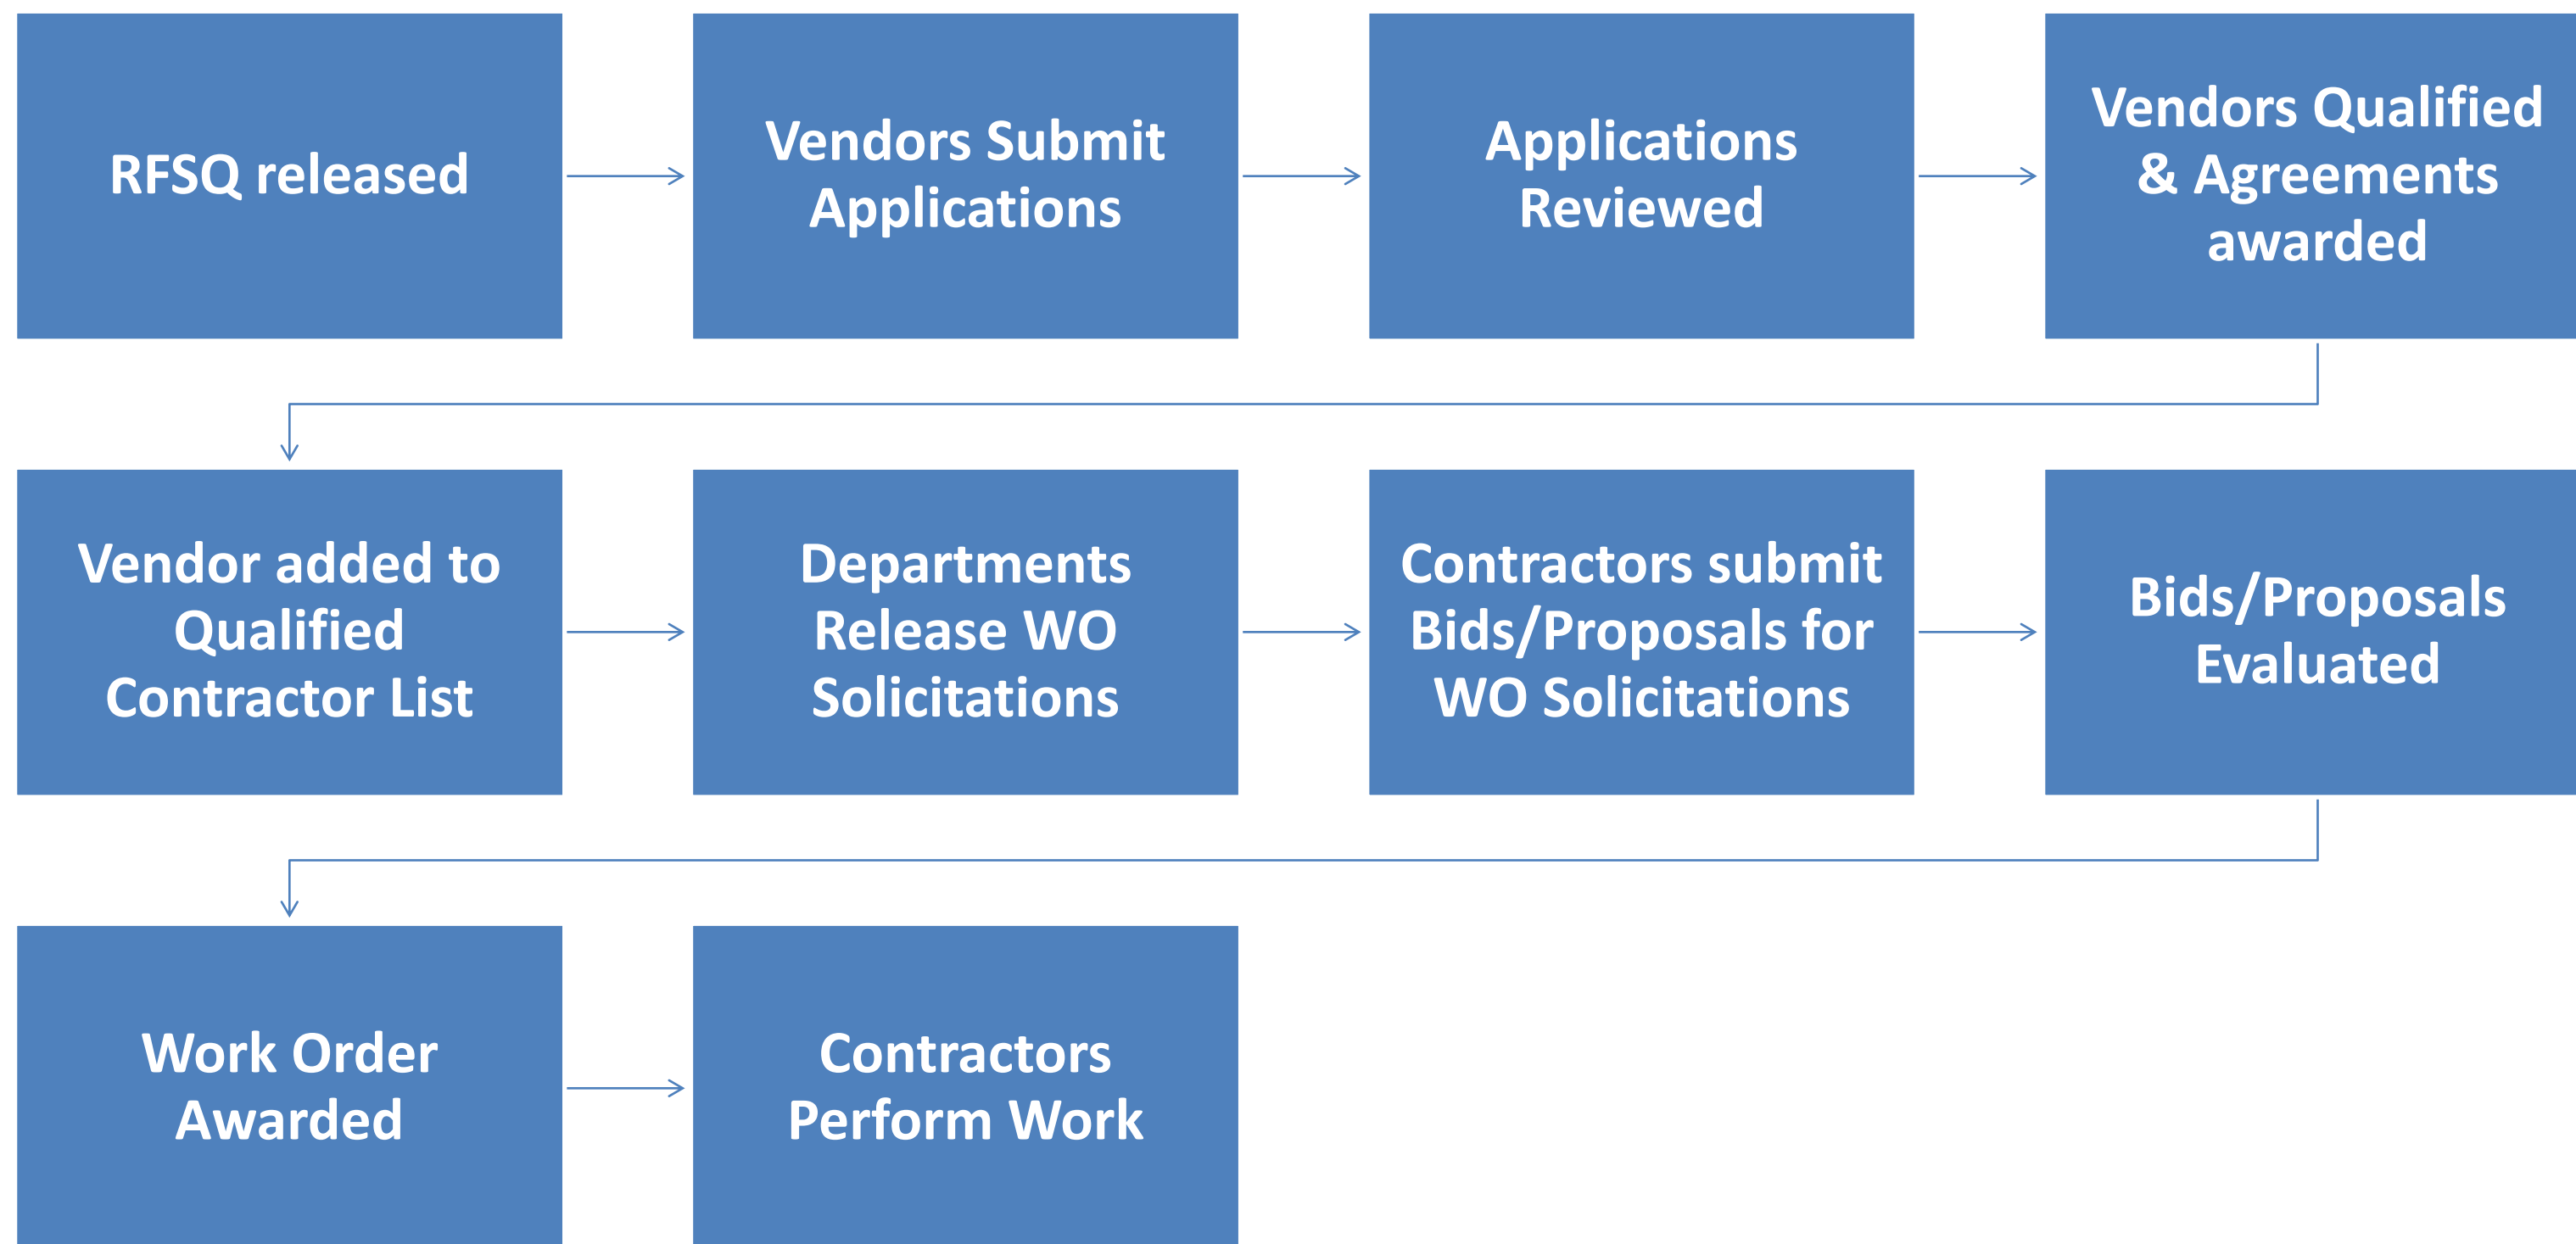 RFSQ released
Vendors Submit
Applications
Applications
Reviewed
Vendors Qualified
& Agreements
awarded
Vendor added to
Qualified
Contractor List
Departments
Release WO
Solicitations
Contractors submit
Bids/Proposals for
WO Solicitations
Bids/Proposals
Evaluated
Work Order
Awarded
Contractors
Perform Work